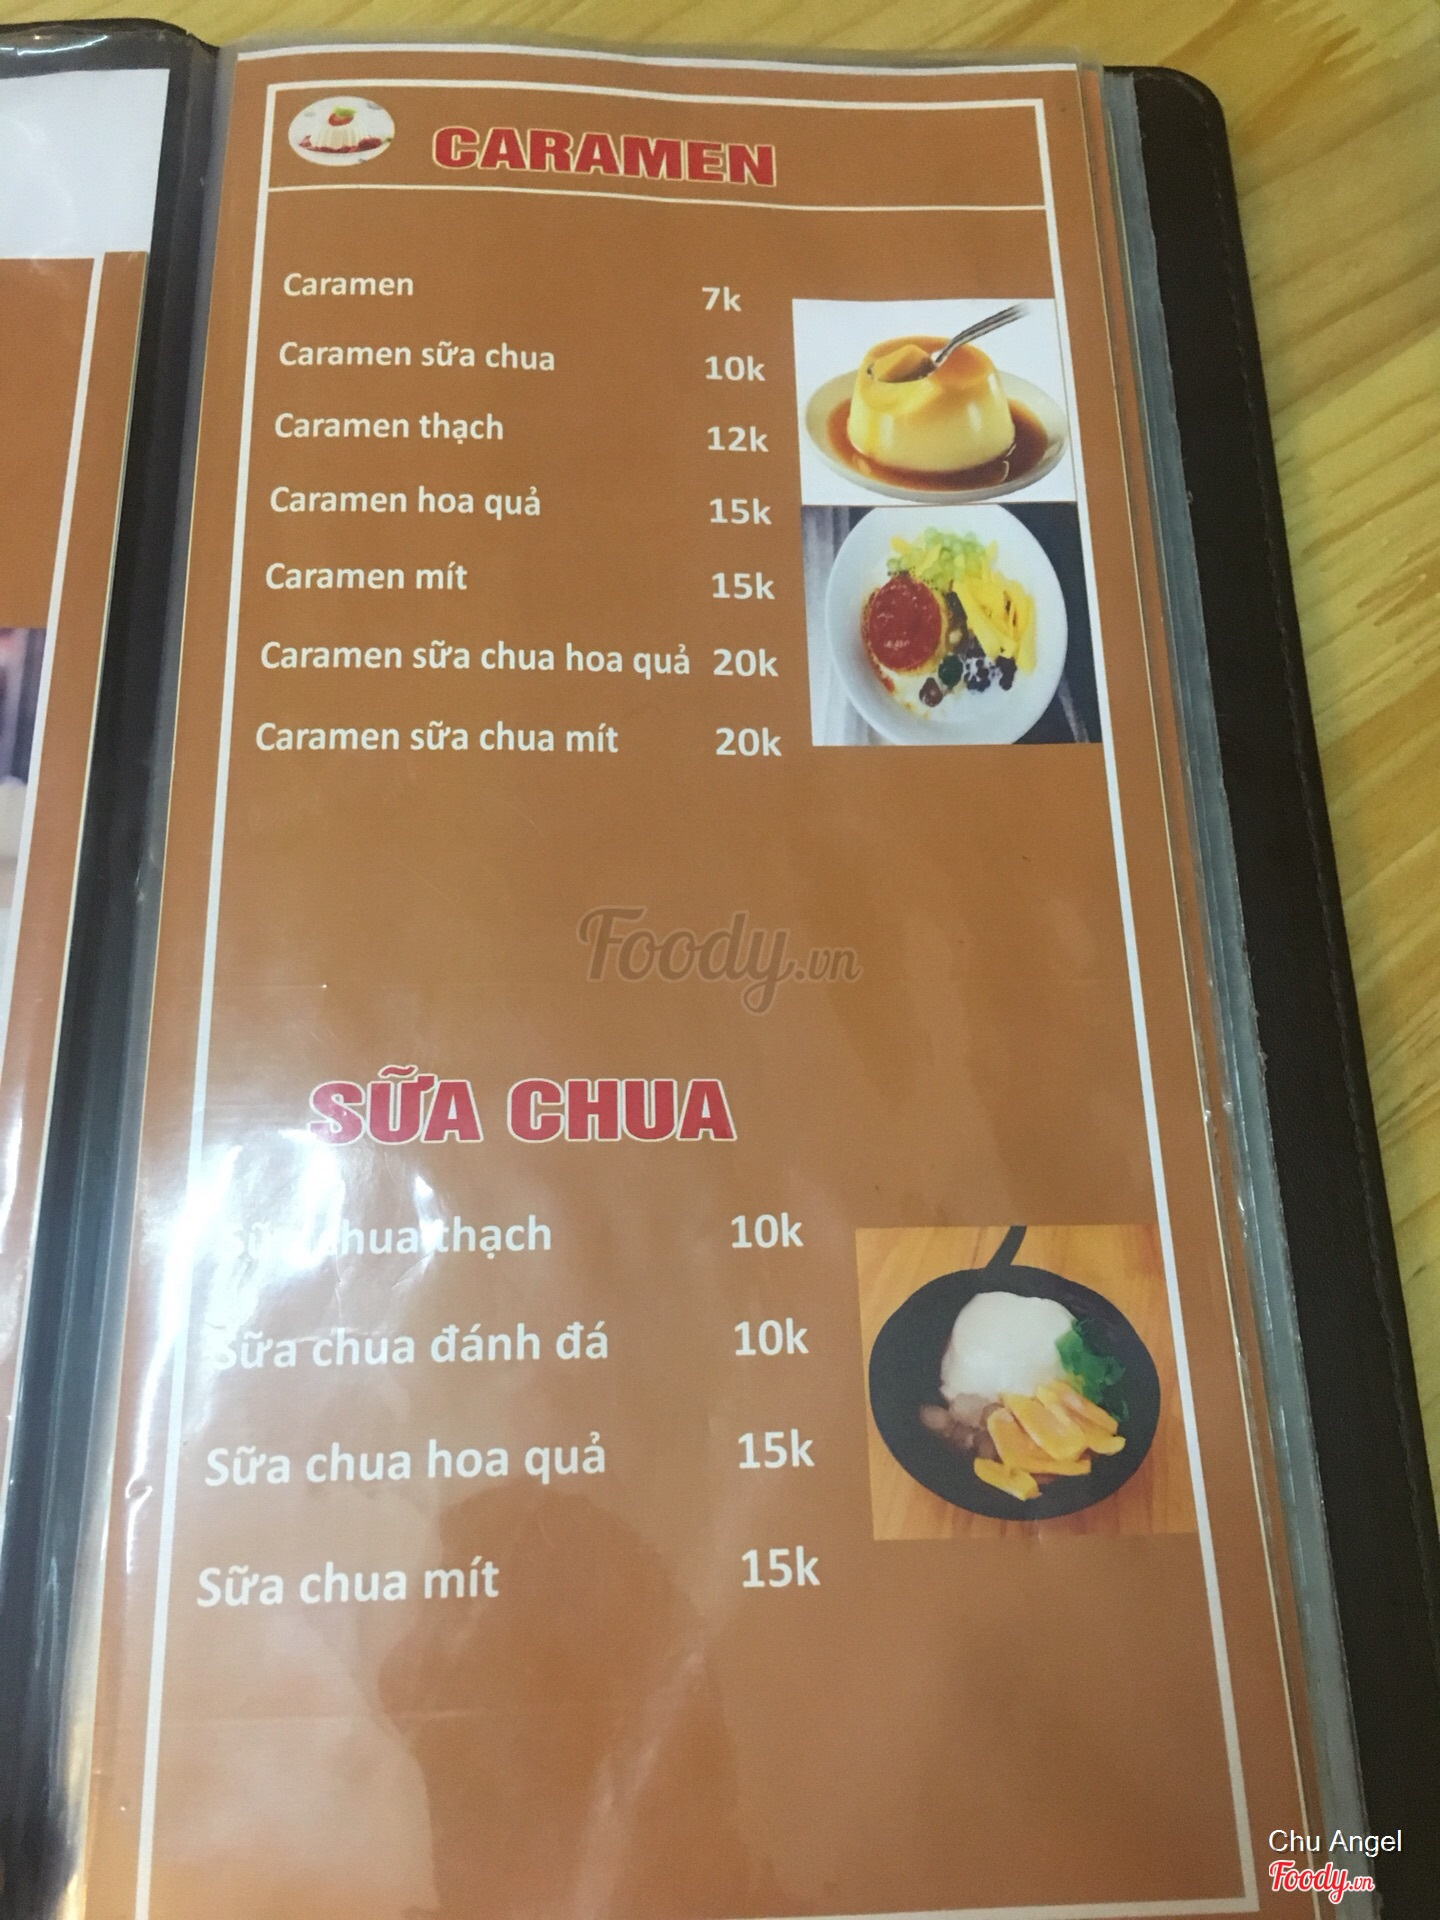 CARAMEN
Caramen 7k
Caramen sữa chua 10k
Caramen thạch 12k
Caramen hoa quả 15k
Caramen mít 15k
Caramen sữa chua hoa quả 20k
Caramen sữa chua mít 20k
Foody.vn
SỮA CHUA
Sữa chua thạch 10k
Sữa chua đánh đá 10k
Sữa chua hoa quả 15k
Sữa chua mít 15k
Chu Angel
Foody.vn